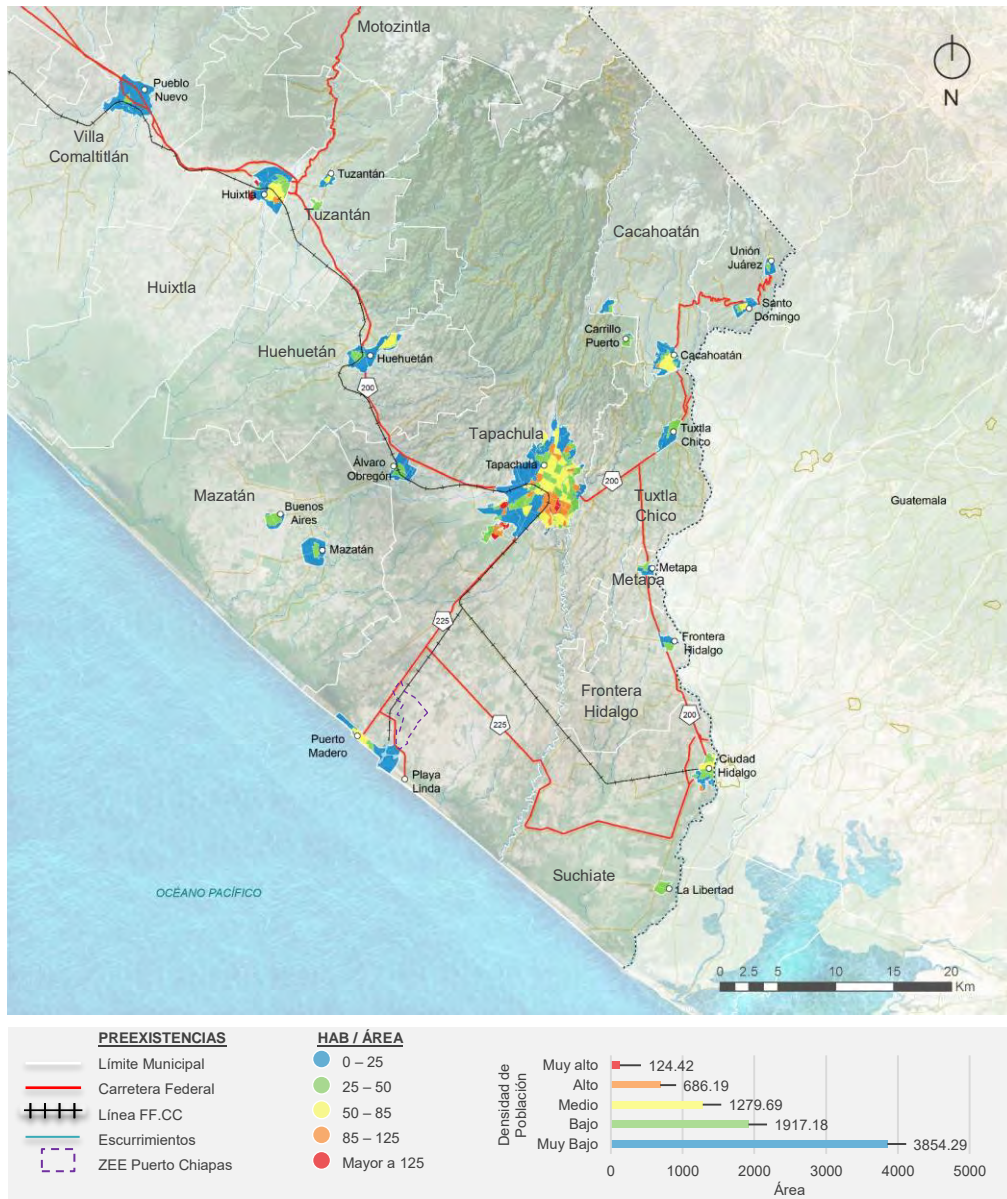 Motozintla
N
Pueblo
Nuevo
Villa
Comaltitlán
Tuzantán
Huixtla
Tuzantán
Cacahoatán
Unión
Juárez
Huixtla
Santo
Domingo
Carrillo
Puerto
Huehuetán
Huehuetán
Cacahoatán
200
Tapachula
Tuxtla
Chico
Álvaro
Obregón
Tapachula
200
Mazatán
Tuxtla
Chico
Guatemala
Buenos
Aires
Mazatán
Metapa
Metapa
225
Frontera
Hidalgo
Frontera
Hidalgo
200
225
Puerto
Madero
Ciudad
Hidalgo
Playa
Linda
Suchiate
La Libertad
OCÉANO PACÍFICO
0 2.5 5 10 15 20
Km
PREEXISTENCIAS
Límite Municipal
Carretera Federal
Línea FF.CC
Escurrimientos
ZEE Puerto Chiapas
HAB / ÁREA
0 – 25
25 – 50
50 – 85
85 – 125
Mayor a 125
Densidad de
Población
Muy alto 124.42
Alto 686.19
Medio 1279.69
Bajo 1917.18
Muy Bajo 3854.29
0 1000 2000 3000 4000 5000
Área